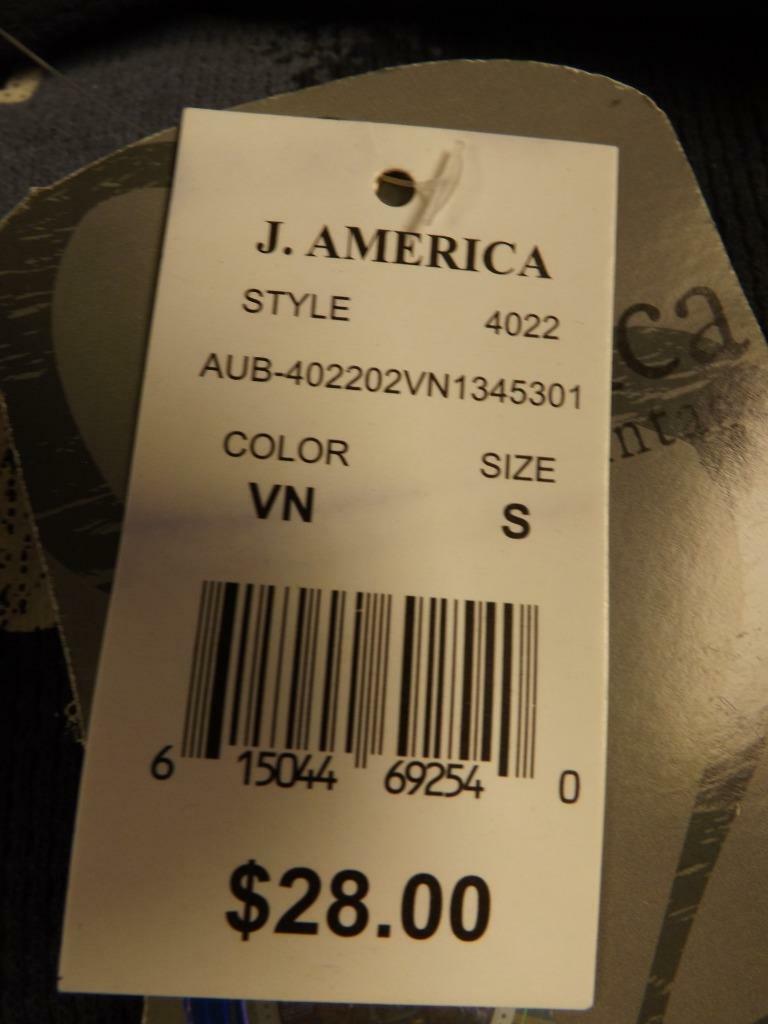 J. AMERICA
STYLE 4022
AUB-402202VN1345301
COLOR SIZE
VN S
6 15044 69254 0
$28.00